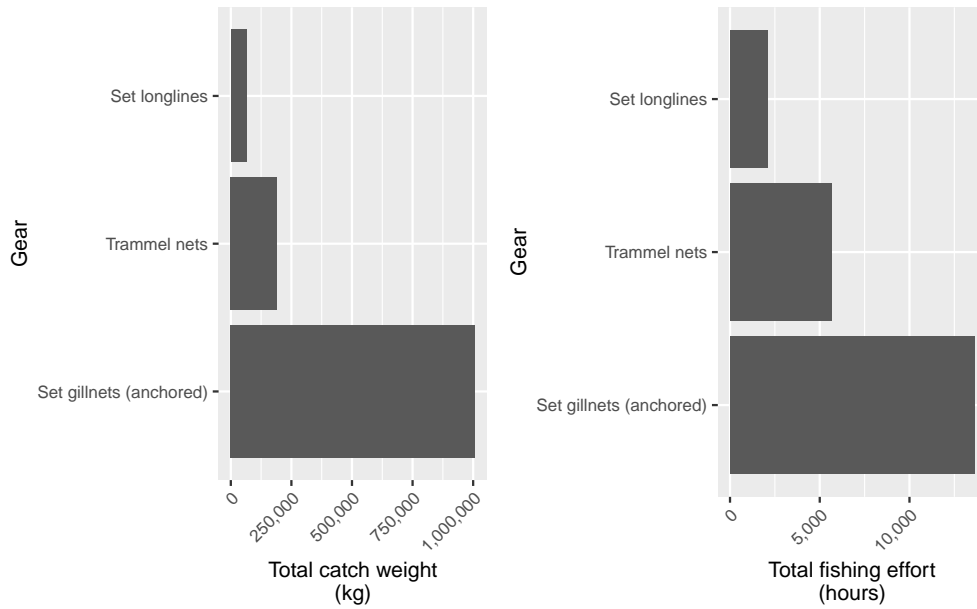 Gear
Set longlines
Trammel nets
Set gillnets (anchored)
0
250,000
500,000
750,000
1,000,000
Total catch weight
(kg)
Gear
Set longlines
Trammel nets
Set gillnets (anchored)
0
5,000
10,000
Total fishing effort
(hours)